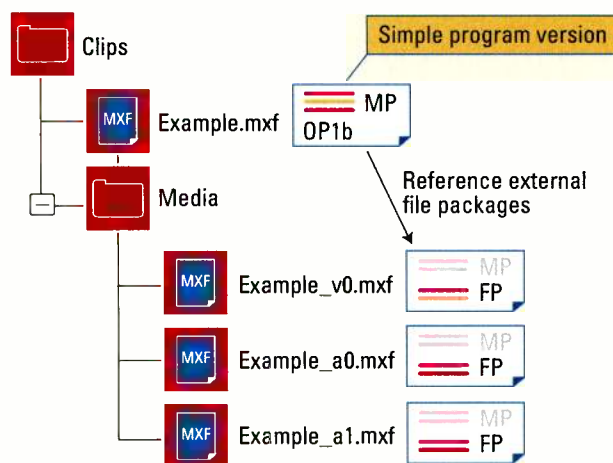 Simple program version
Clips
MXF
Example.mxf
MP
OP1b
Media
Reference external
file packages
MXF
Example_v0.mxf
MP
FP
MXF
Example_a0.mxf
MP
FP
MXF
Example_a1.mxf
MP
FP